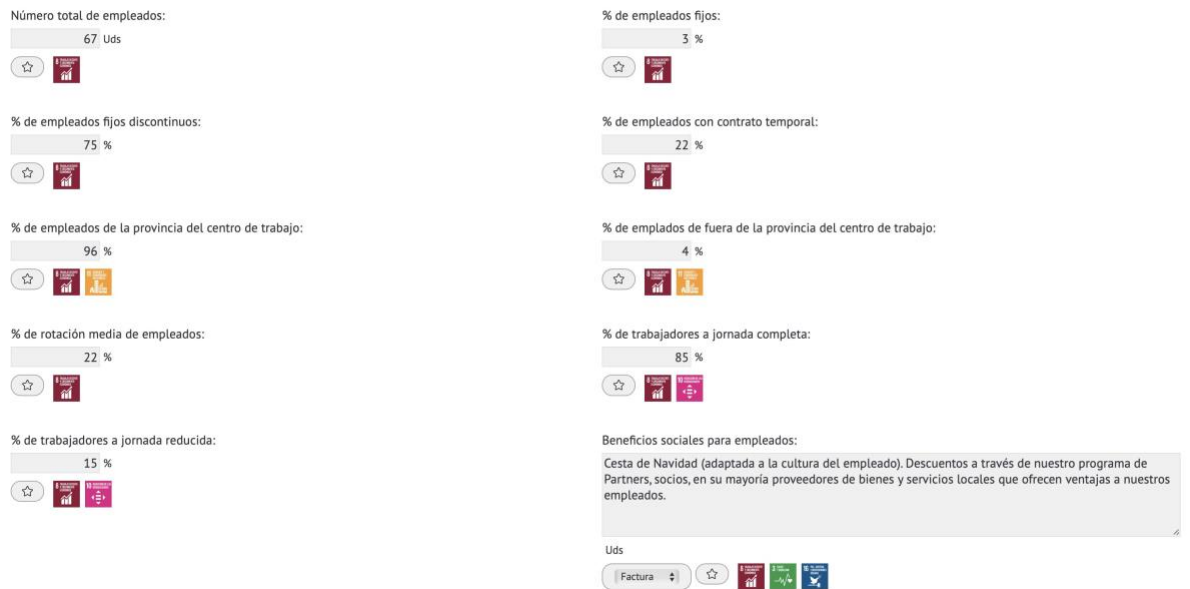 Número total de empleados:
67 Uds
% de empleados fijos:
3 %
% de empleados fijos discontinuos:
75 %
% de empleados con contrato temporal:
22 %
% de empleados de la provincia del centro de trabajo:
96 %
% de emplados de fuera de la provincia del centro de trabajo:
4 %
% de rotación media de empleados:
22 %
% de trabajadores a jornada completa:
85 %
% de trabajadores a jornada reducida:
15 %
Beneficios sociales para empleados:
Cesta de Navidad (adaptada a la cultura del empleado). Descuentos a través de nuestro programa de
Partners, socios, en su mayoría proveedores de bienes y servicios locales que ofrecen ventajas a nuestros
empleados.
Uds
Factura